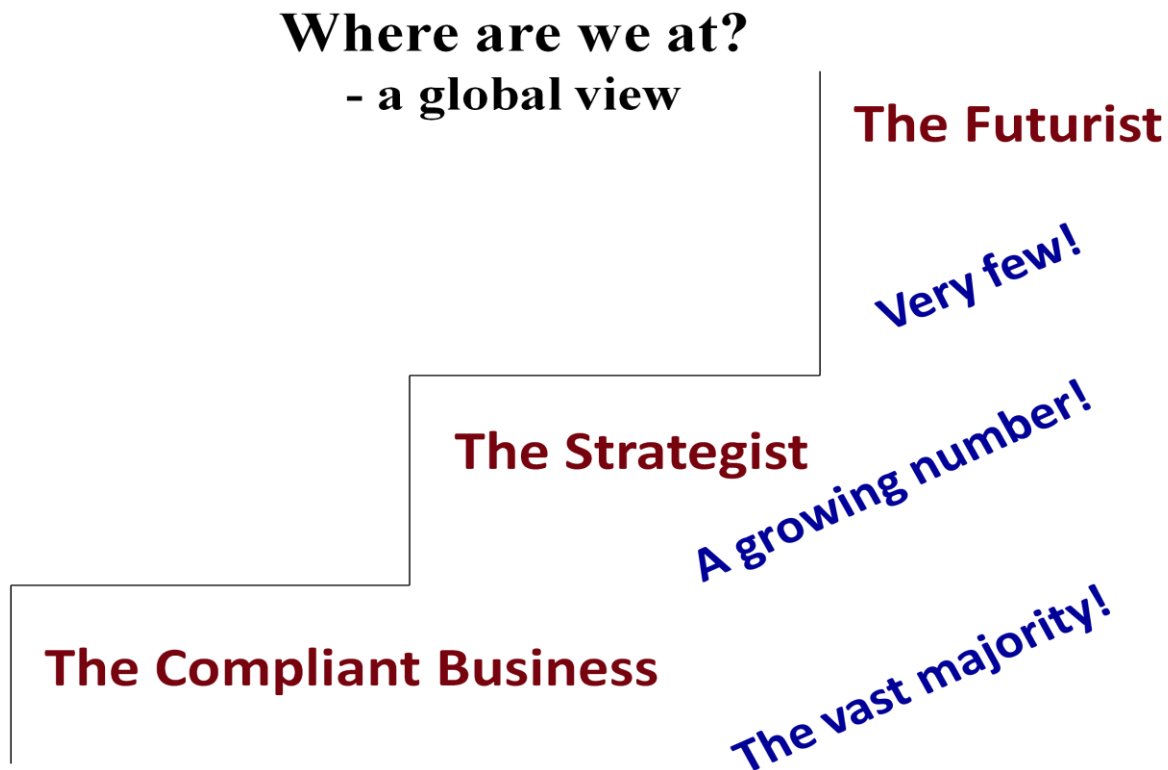 Where are we at?
- a global view
The Futurist
Very few!
The Strategist
A growing number!
The Compliant Business
The vast majority!